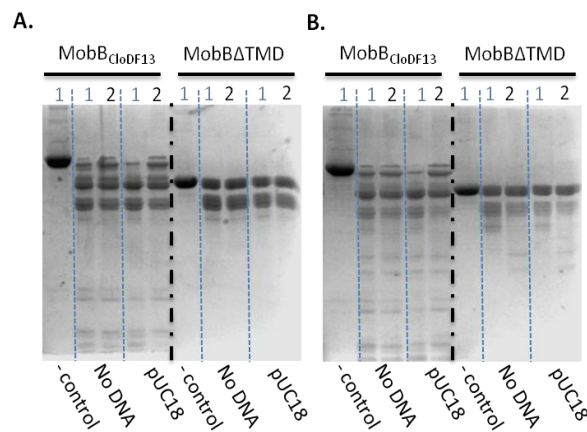 A.
B.
MobB_CloDF13 MobBΔTMD
MobB_CloDF13 MobBΔTMD
1 1 2 1 2 1 1 2 1 2
1 1 2 1 2 1 1 2 1 2
- control No DNA pUC18 - control No DNA pUC18
- control No DNA pUC18 - control No DNA pUC18